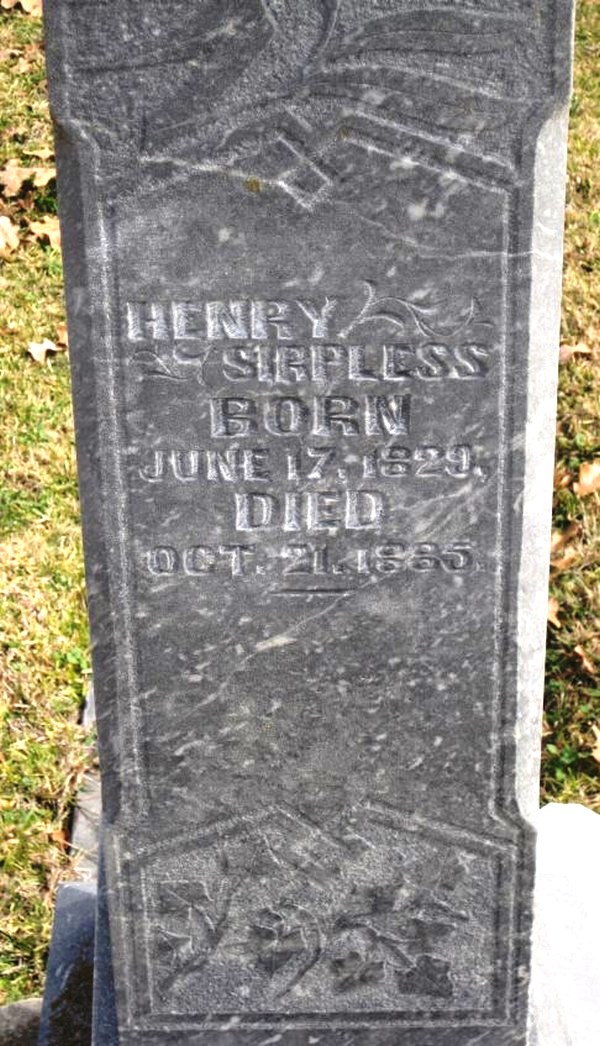 HENRY
SIRPLESS
BORN
JUNE 17, 1829.
DIED
OCT. 21. 1885.